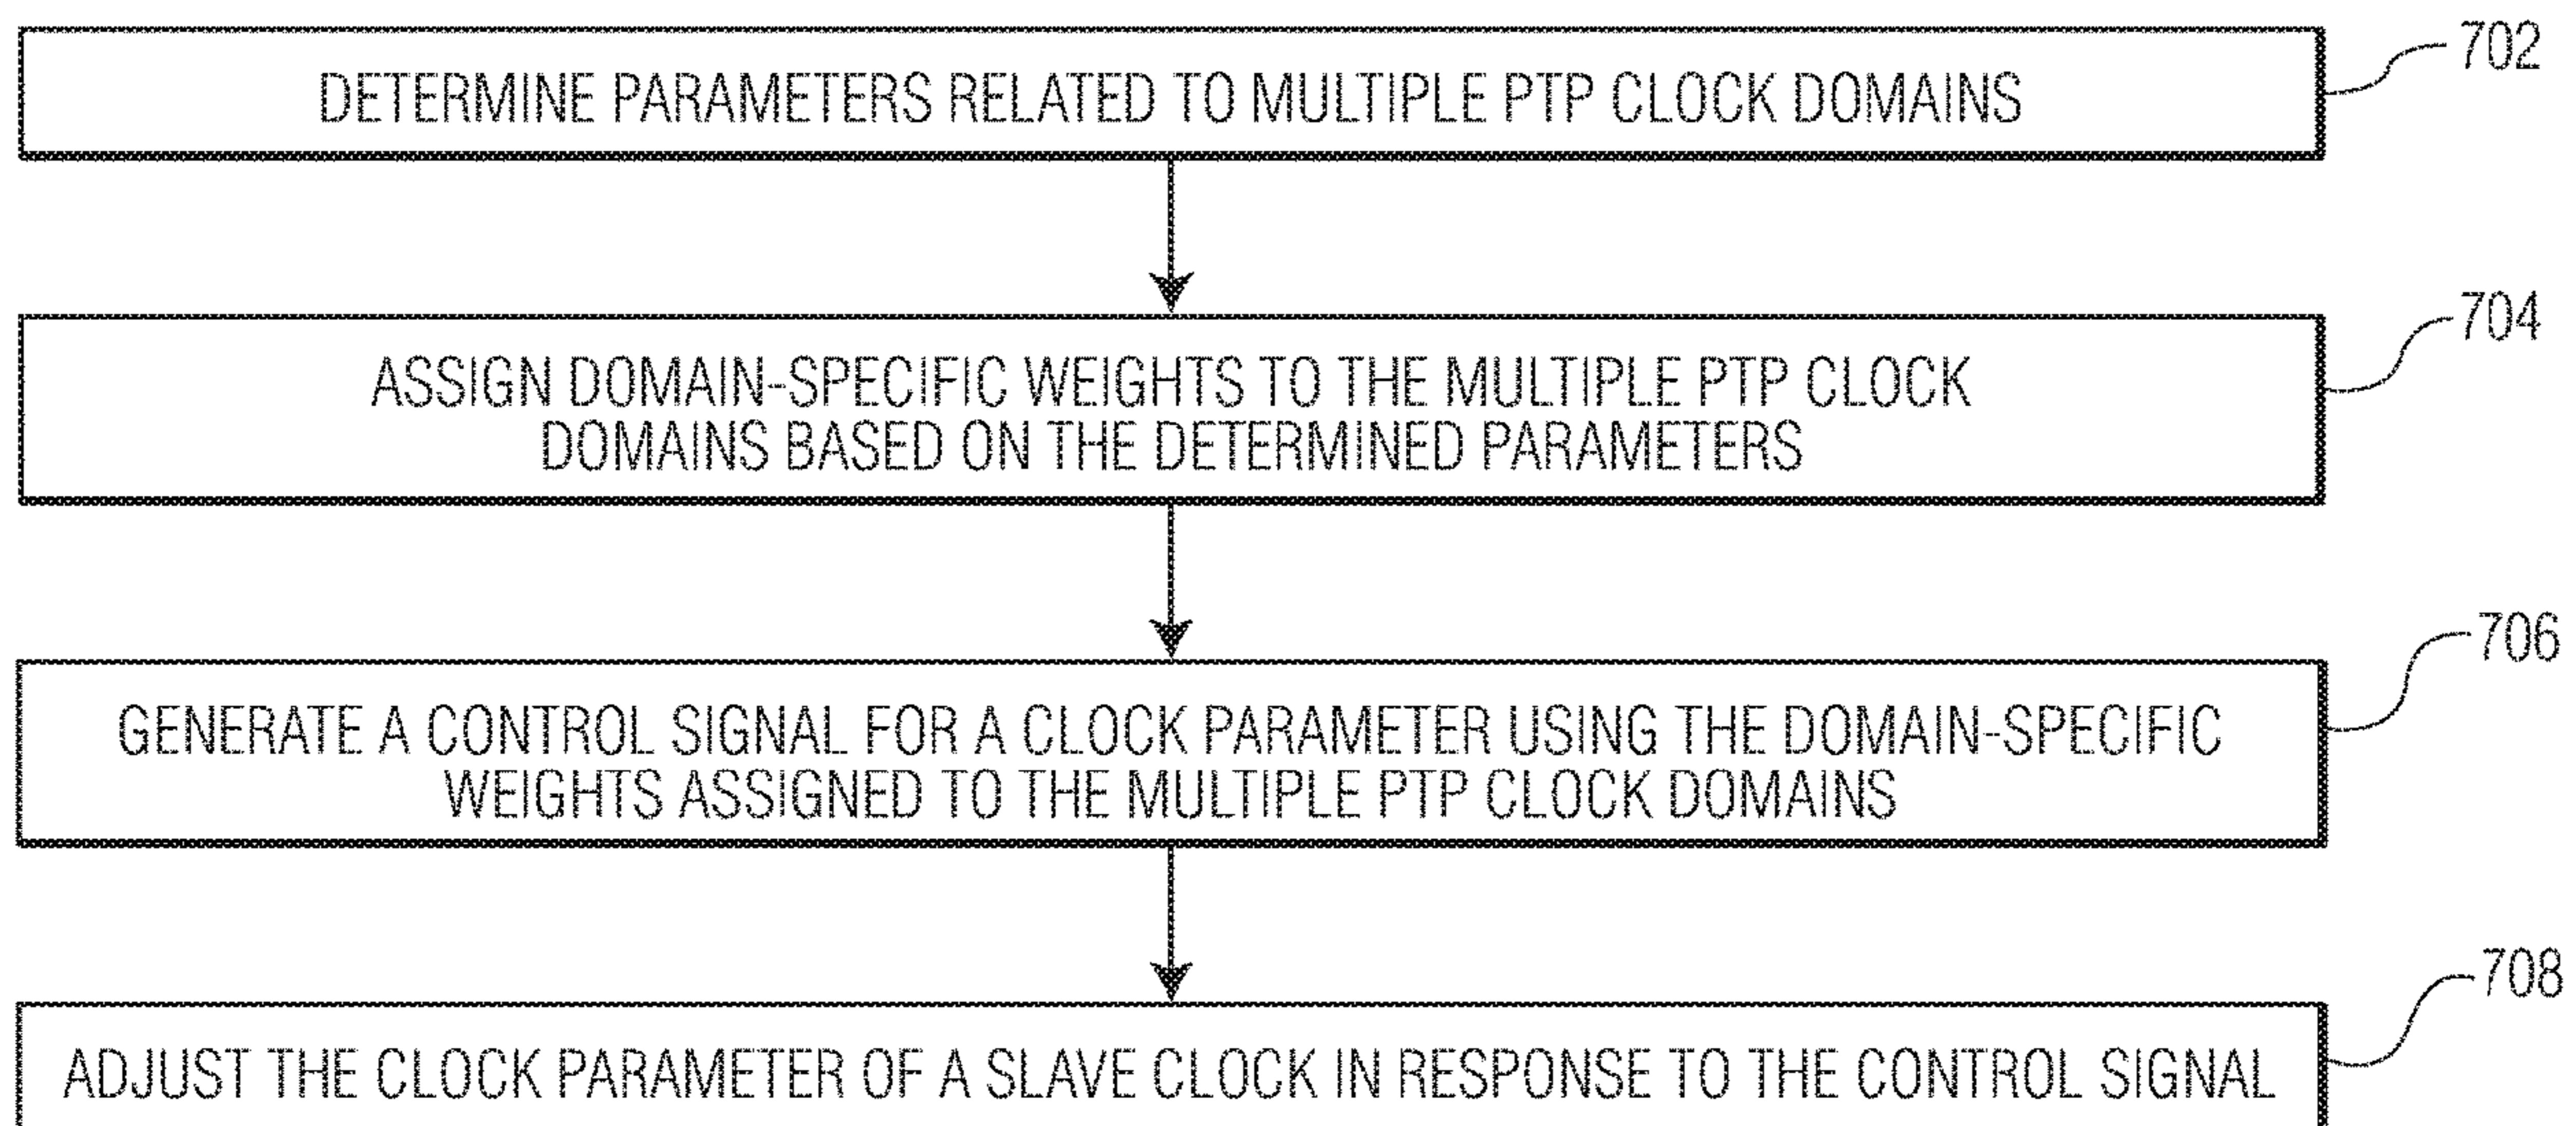 DETERMINE PARAMETERS RELATED TO MULTIPLE PTP CLOCK DOMAINS
702
ASSIGN DOMAIN-SPECIFIC WEIGHTS TO THE MULTIPLE PTP CLOCK
DOMAINS BASED ON THE DETERMINED PARAMETERS
704
GENERATE A CONTROL SIGNAL FOR A CLOCK PARAMETER USING THE DOMAIN-SPECIFIC
WEIGHTS ASSIGNED TO THE MULTIPLE PTP CLOCK DOMAINS
706
ADJUST THE CLOCK PARAMETER OF A SLAVE CLOCK IN RESPONSE TO THE CONTROL SIGNAL
708